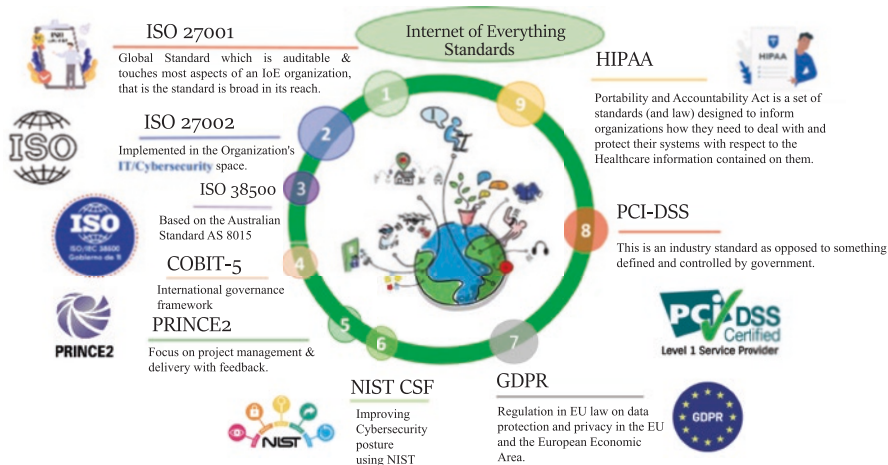 Internet of Everything
Standards
ISO 27001
Global Standard which is auditable &
touches most aspects of an IoE organization,
that is the standard is broad in its reach.
1
ISO
ISO 27002
Implemented in the Organization's
IT/Cybersecurity space.
2
ISO 38500
Based on the Australian
Standard AS 8015
3
ISO
ISO/IEC 38500
Gobierno de TI
COBIT-5
International governance
framework
4
PRINCE2
Focus on project management &
delivery with feedback.
5
PRINCE2
6
NIST CSF
Improving
Cybersecurity
posture
using NIST
NIST
7
GDPR
Regulation in EU law on data
protection and privacy in the EU
and the European Economic
Area.
GDPR
8
PCI-DSS
This is an industry standard as opposed to something
defined and controlled by government.
PCI DSS
Certified
Level 1 Service Provider
9
HIPAA
HIPAA
Portability and Accountability Act is a set of
standards (and law) designed to inform
organizations how they need to deal with and
protect their systems with respect to the
Healthcare information contained on them.